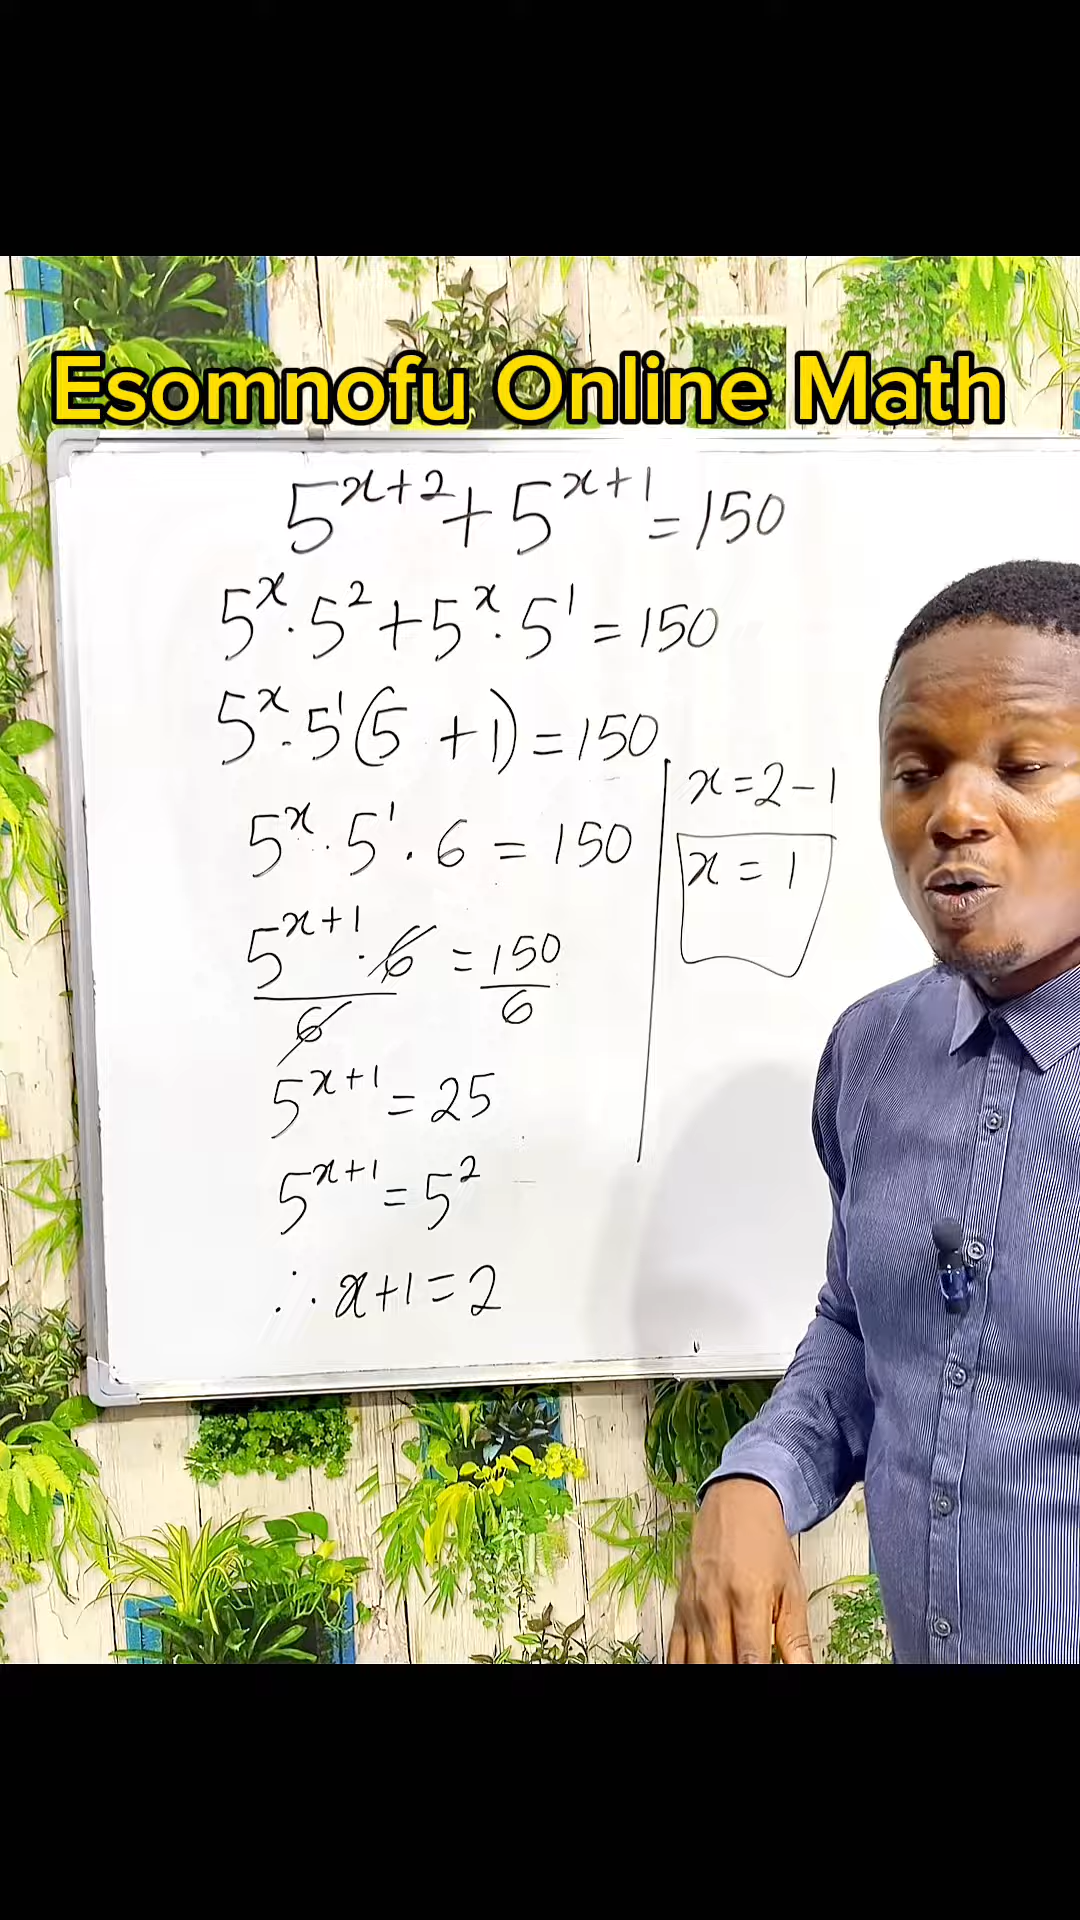 Esomnofu Online Math
5^{x+2} + 5^{x+1} = 150
5^x · 5^2 + 5^x · 5^1 = 150
5^x · 5^1 (5 + 1) = 150
5^x · 5^1 · 6 = 150
5^{x+1} · 6 / 6 = 150 / 6
5^{x+1} = 25
5^{x+1} = 5^2
∴ x+1 = 2
x = 2 - 1
x = 1